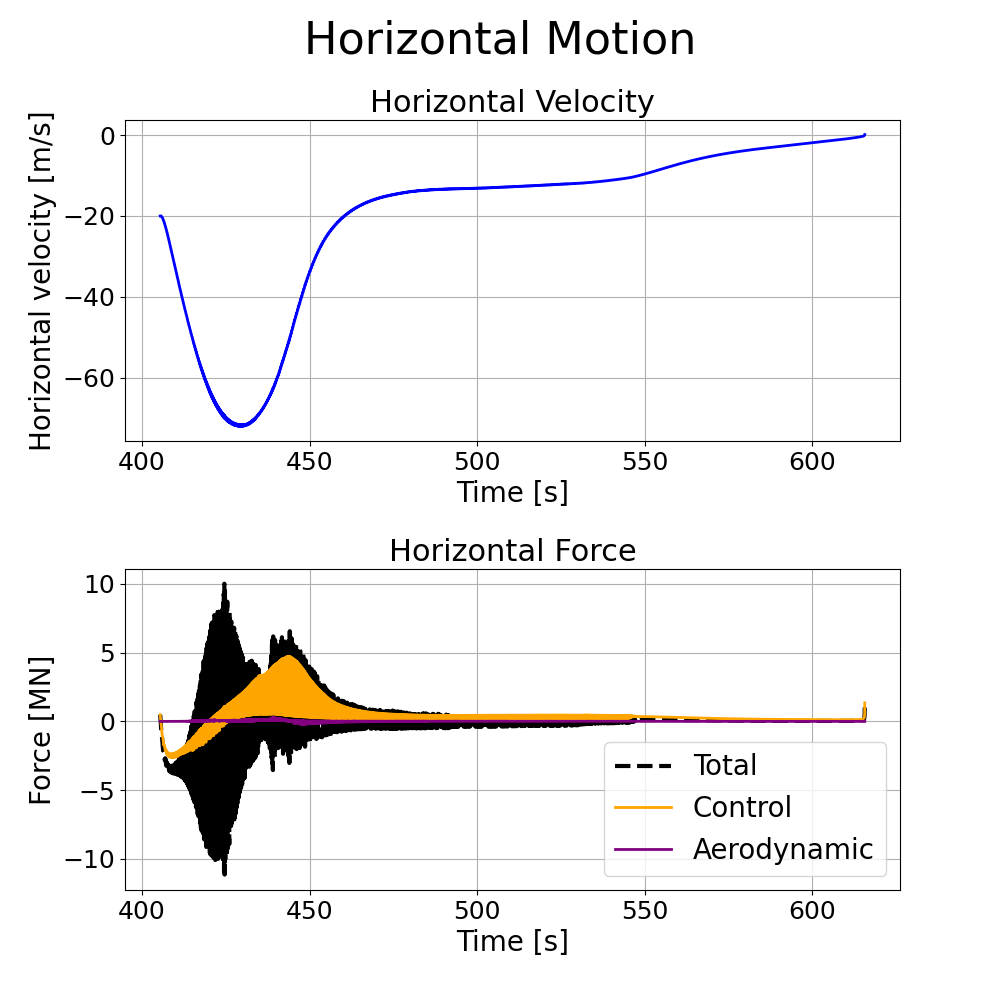 Horizontal Motion
Horizontal Velocity
Horizontal velocity [m/s]
0
−20
−40
−60
400 450 500 550 600
Time [s]
Horizontal Force
Force [MN]
10
5
0
−5
−10
Total
Control
Aerodynamic
400 450 500 550 600
Time [s]